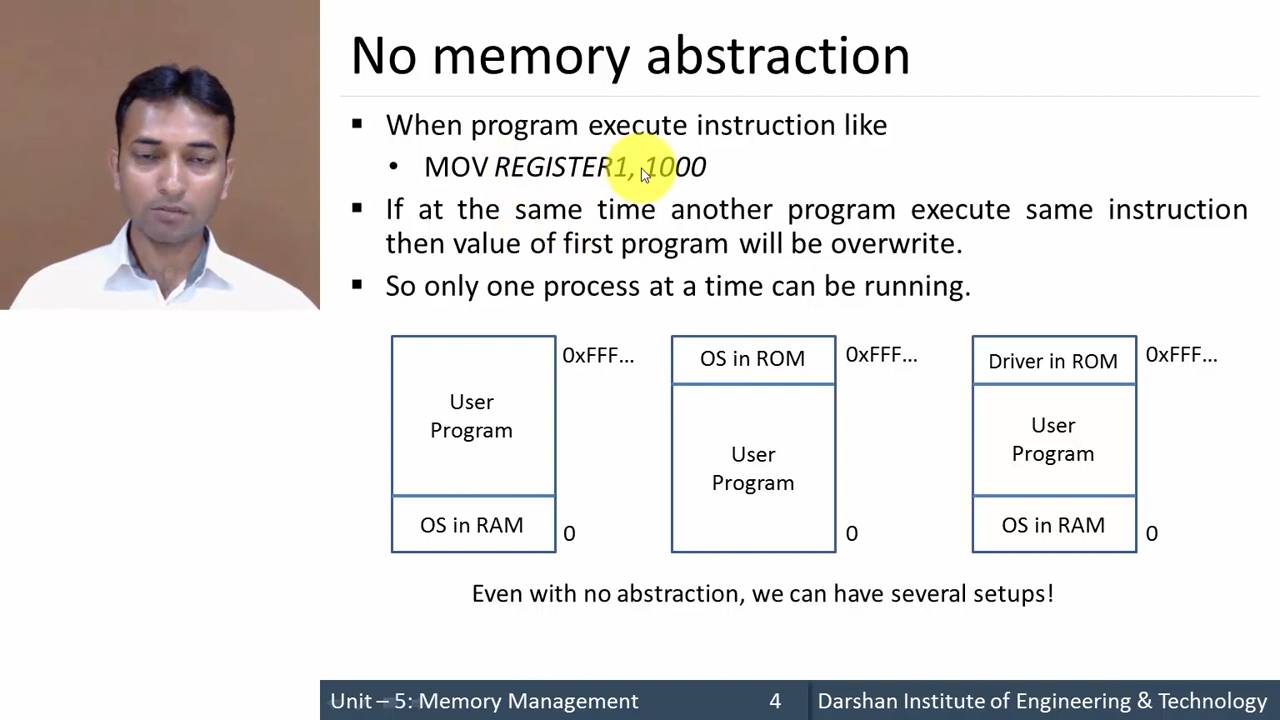 No memory abstraction
▪ When program execute instruction like
• MOV REGISTER1, 1000
▪ If at the same time another program execute same instruction
then value of first program will be overwrite.
▪ So only one process at a time can be running.
User
Program
OS in RAM
0xFFF...
0
OS in ROM
User
Program
0xFFF...
0
Driver in ROM
User
Program
OS in RAM
0xFFF...
0
Even with no abstraction, we can have several setups!
Unit – 5: Memory Management 4 Darshan Institute of Engineering & Technology